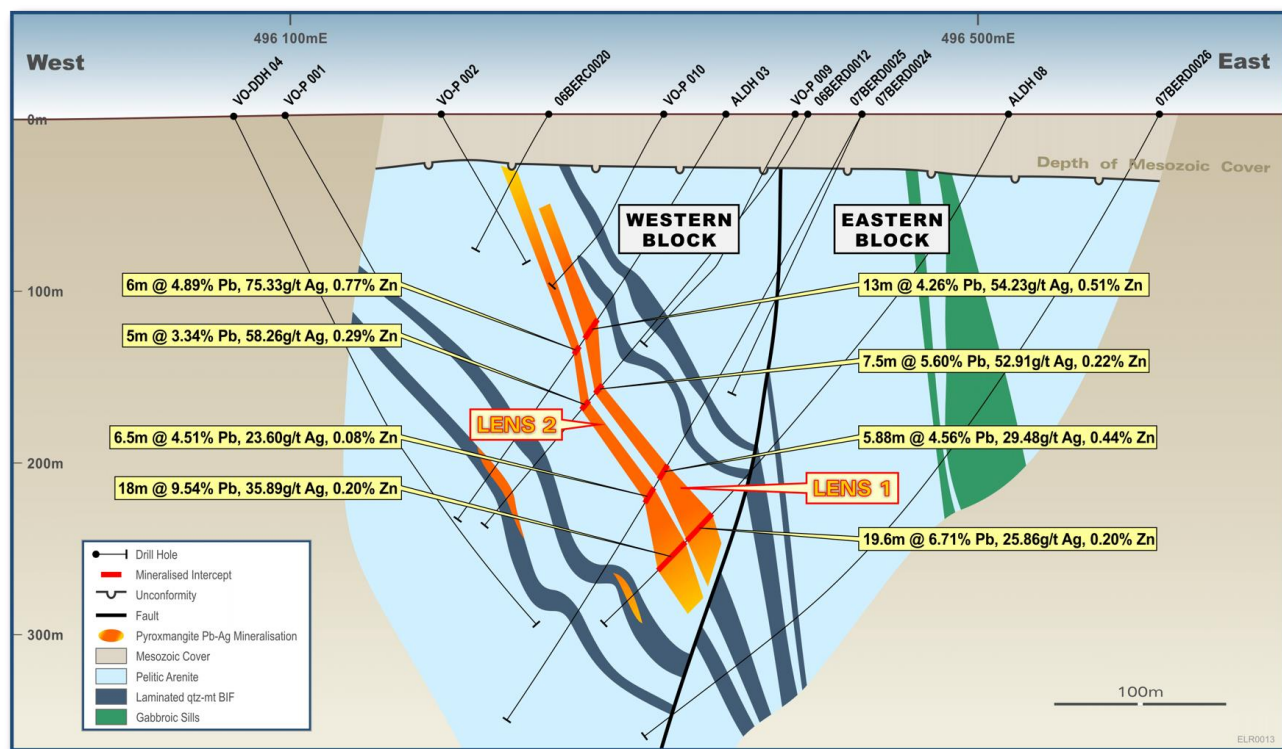 496 100mE
496 500mE
West
East
VO-DDH 04
VO-P 001
VO-P 002
06BERC0020
VO-P 010
ALDH 03
VO-P 009
06BERD0012
07BERD0025
07BERD0024
ALDH 08
07BERD0026
0m
Depth of Mesozoic Cover
WESTERN
BLOCK
EASTERN
BLOCK
100m
6m @ 4.89% Pb, 75.33g/t Ag, 0.77% Zn
13m @ 4.26% Pb, 54.23g/t Ag, 0.51% Zn
5m @ 3.34% Pb, 58.26g/t Ag, 0.29% Zn
7.5m @ 5.60% Pb, 52.91g/t Ag, 0.22% Zn
LENS 2
6.5m @ 4.51% Pb, 23.60g/t Ag, 0.08% Zn
5.88m @ 4.56% Pb, 29.48g/t Ag, 0.44% Zn
200m
18m @ 9.54% Pb, 35.89g/t Ag, 0.20% Zn
LENS 1
19.6m @ 6.71% Pb, 25.86g/t Ag, 0.20% Zn
Drill Hole
Mineralised Intercept
Unconformity
Fault
Pyroxmangite Pb-Ag Mineralisation
Mesozoic Cover
Pelitic Arenite
Laminated qtz-mt BIF
Gabbroic Sills
300m
100m
ELR0013